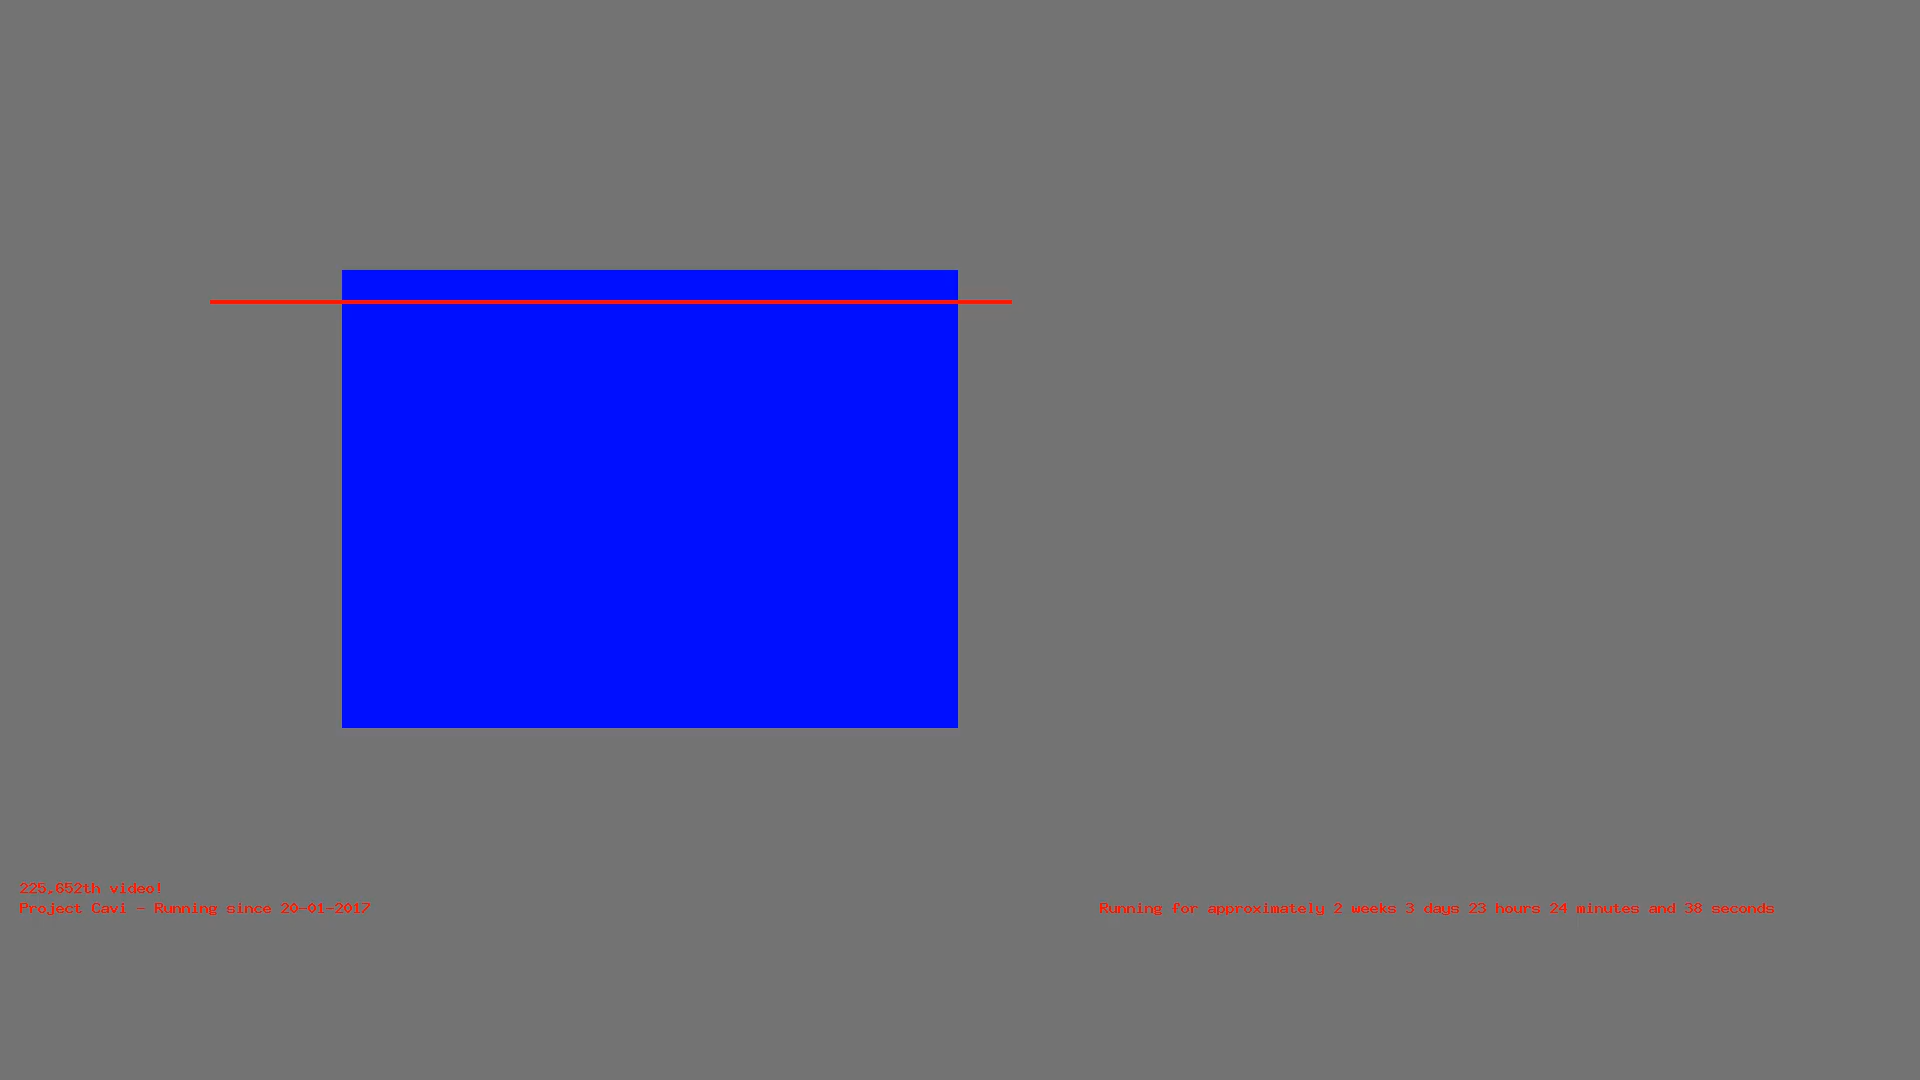 225,652th video!
Project Cavi - Running since 20-01-2017
Running for approximately 2 weeks 3 days 23 hours 24 minutes and 38 seconds